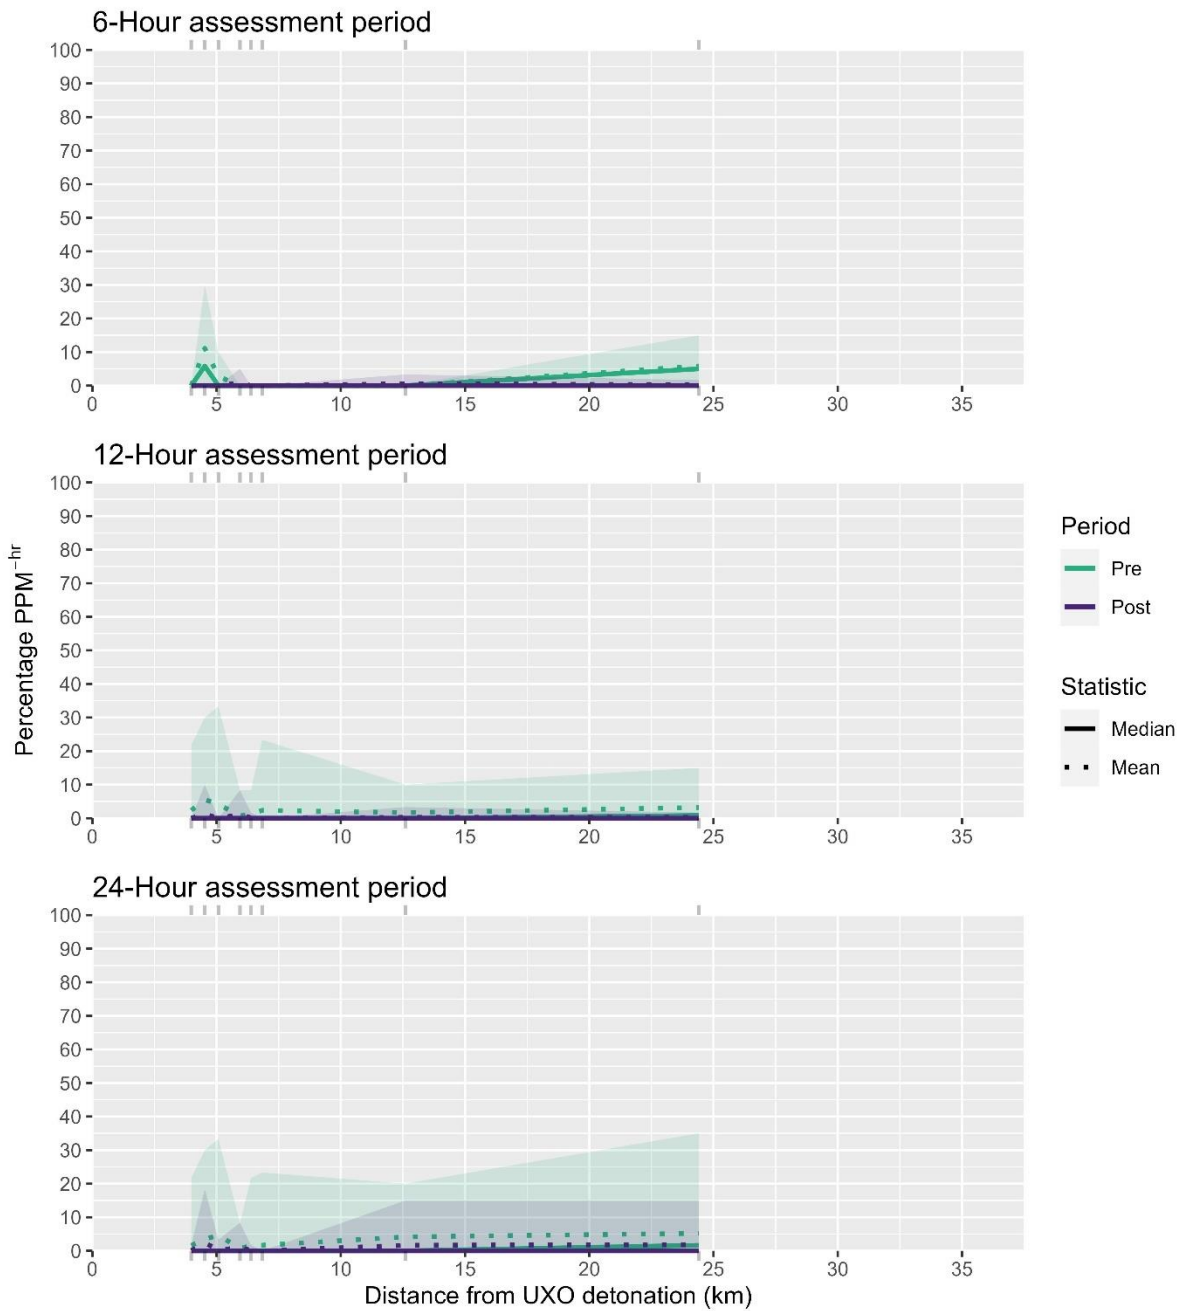 6-Hour assessment period
100
90
80
70
60
50
40
30
20
10
0
0 5 10 15 20 25 30 35
12-Hour assessment period
100
90
80
70
60
50
40
30
20
10
0
0 5 10 15 20 25 30 35
Percentage PPM⁻ʰʳ
Period
Pre
Post
Statistic
Median
Mean
24-Hour assessment period
100
90
80
70
60
50
40
30
20
10
0
0 5 10 15 20 25 30 35
Distance from UXO detonation (km)